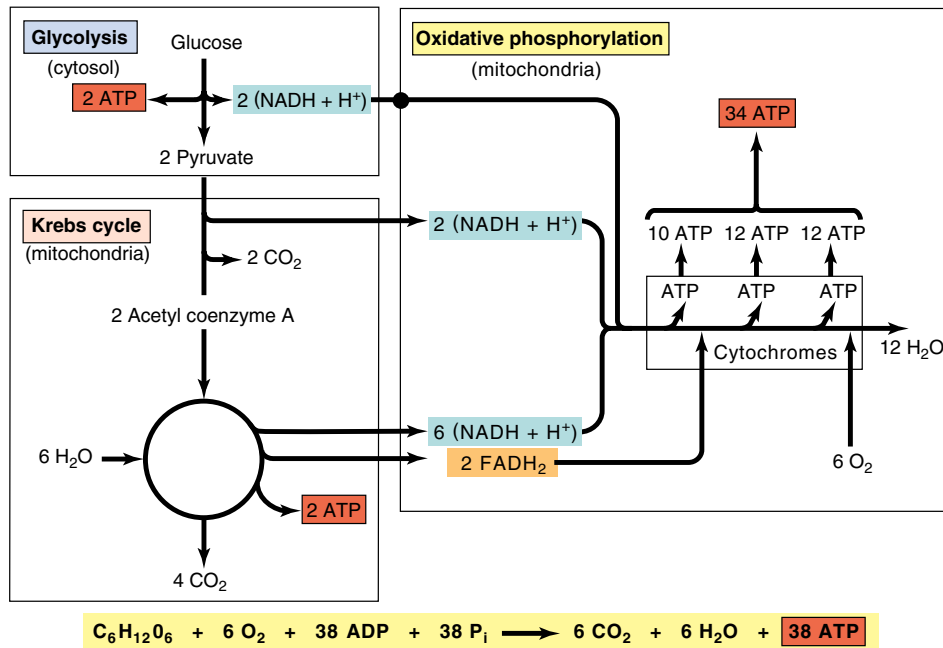 Glycolysis
(cytosol)
Glucose
2 ATP
2 (NADH + H⁺)
2 Pyruvate
Krebs cycle
(mitochondria)
2 CO₂
2 Acetyl coenzyme A
6 H₂O
2 ATP
4 CO₂
Oxidative phosphorylation
(mitochondria)
34 ATP
2 (NADH + H⁺)
10 ATP 12 ATP 12 ATP
ATP ATP ATP
Cytochromes
12 H₂O
6 (NADH + H⁺)
2 FADH₂
6 O₂
C₆H₁₂0₆ + 6 O₂ + 38 ADP + 38 Pᵢ 6 CO₂ + 6 H₂O + 38 ATP